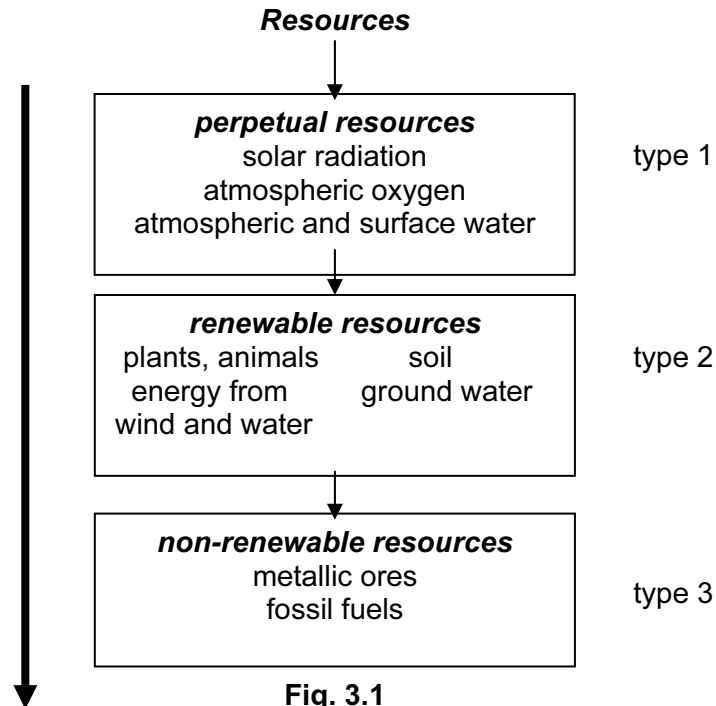 Resources
perpetual resources
solar radiation
atmospheric oxygen
atmospheric and surface water
type 1
renewable resources
plants, animals soil
energy from ground water
wind and water
type 2
non-renewable resources
metallic ores
fossil fuels
type 3
Fig. 3.1